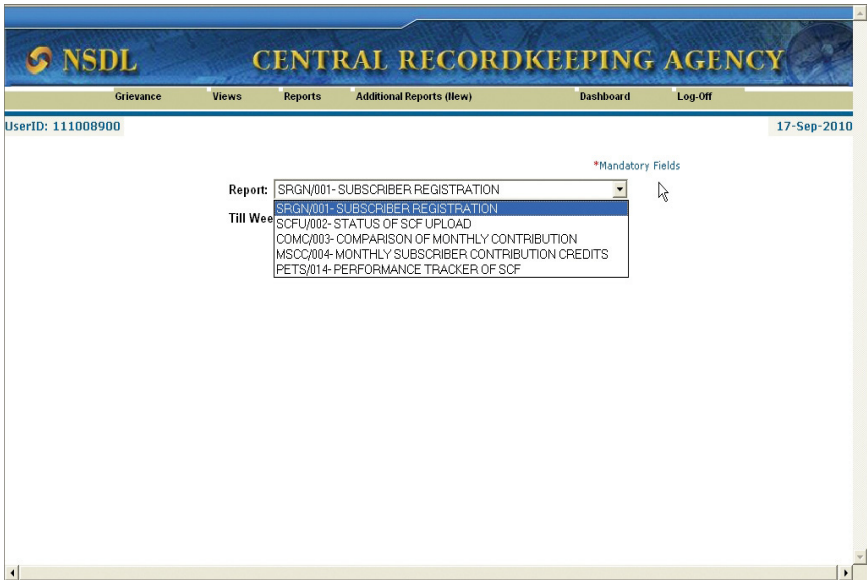 NSDL CENTRAL RECORDKEEPING AGENCY
Grievance Views Reports Additional Reports (New) Dashboard Log-Off
UserID: 111008900 17-Sep-2010
*Mandatory Fields
Report: SRGN/001- SUBSCRIBER REGISTRATION
Till Wee
SRGN/001- SUBSCRIBER REGISTRATION
SCFU/002- STATUS OF SCF UPLOAD
COMC/003- COMPARISON OF MONTHLY CONTRIBUTION
MSCC/004- MONTHLY SUBSCRIBER CONTRIBUTION CREDITS
PETS/014- PERFORMANCE TRACKER OF SCF